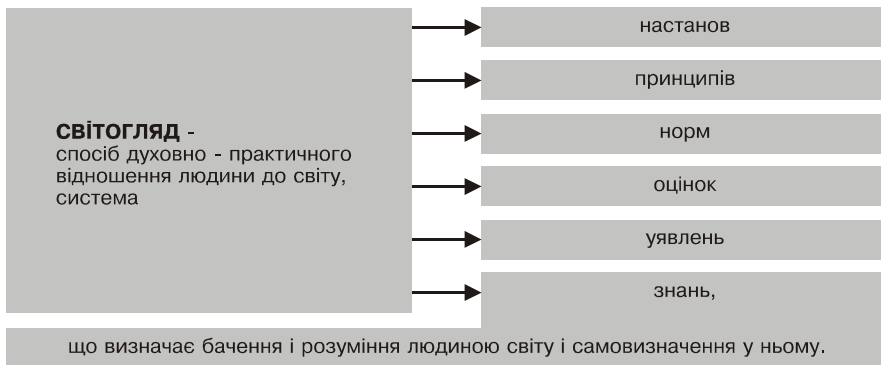 СВІТОГЛЯД -
спосіб духовно - практичного
відношення людини до світу,
система
настанов
принципів
норм
оцінок
уявлень
знань,
що визначає бачення і розуміння людиною світу і самовизначення у ньому.